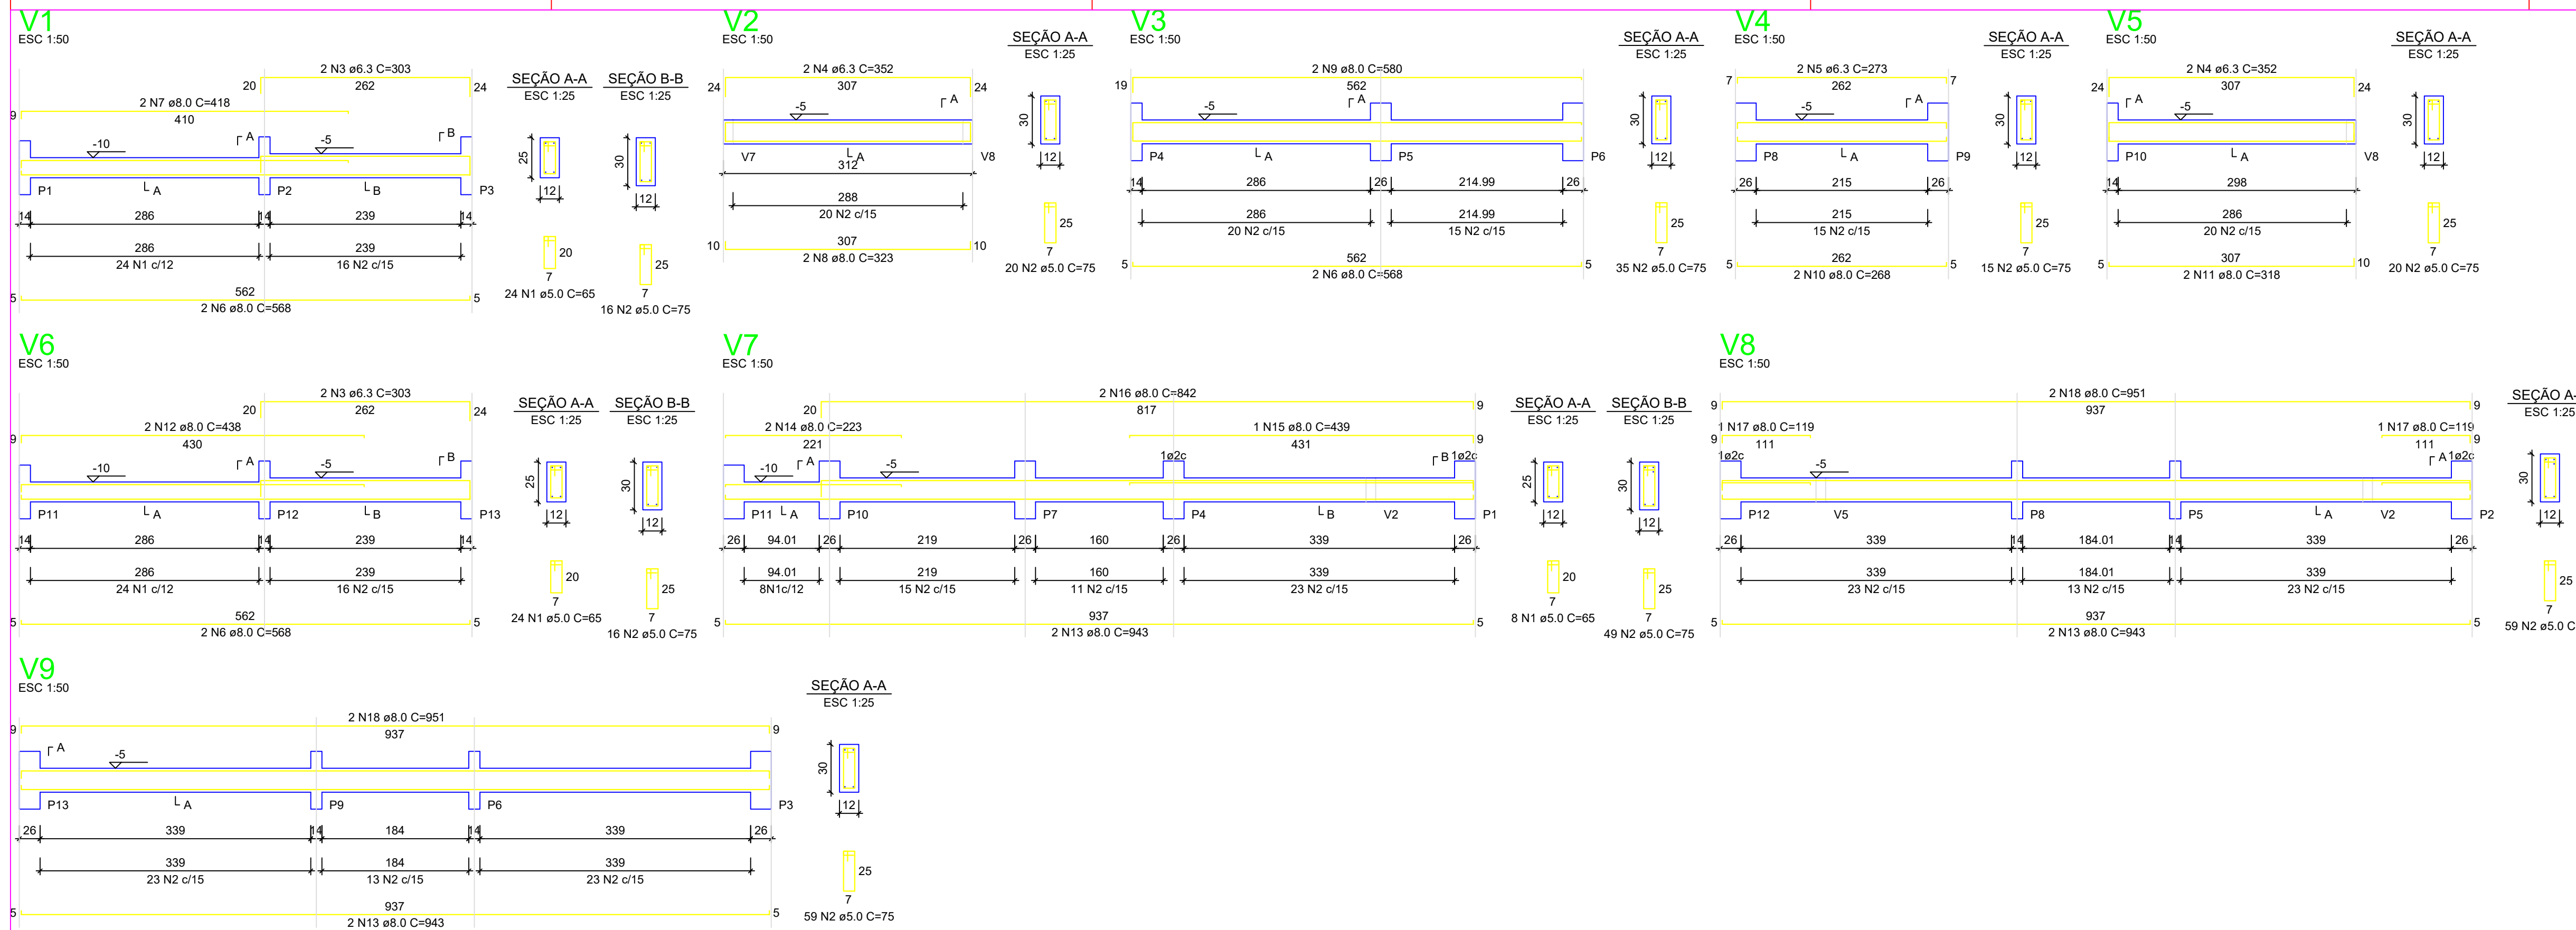 V1
ESC 1:50
2 N3 ø6.3 C=303
20 262 24
2 N7 ø8.0 C=418
9 410
-10 A -5 B
P1 A P2 B P3
14 286 14 239 14
286 239
24 N1 c/12 16 N2 c/15
5 562 5
2 N6 ø8.0 C=568
SEÇÃO A-A
ESC 1:25
25
12
20
7
24 N1 ø5.0 C=65
SEÇÃO B-B
ESC 1:25
30
12
25
7
16 N2 ø5.0 C=75
V2
ESC 1:50
2 N4 ø6.3 C=352
24 307 24
-5 A
V7 A V8
312
288
20 N2 c/15
10 307 10
2 N8 ø8.0 C=323
SEÇÃO A-A
ESC 1:25
30
12
25
7
20 N2 ø5.0 C=75
V3
ESC 1:50
2 N9 ø8.0 C=580
19 562
-5 A
P4 A P5 P6
14 286 26 214.99 26
286 214.99
20 N2 c/15 15 N2 c/15
5 562 5
2 N6 ø8.0 C=568
SEÇÃO A-A
ESC 1:25
30
12
25
7
35 N2 ø5.0 C=75
V4
ESC 1:50
2 N5 ø6.3 C=273
7 262 7
-5 A
P8 A P9
26 215 26
215
15 N2 c/15
5 262 5
2 N10 ø8.0 C=268
SEÇÃO A-A
ESC 1:25
30
12
25
7
15 N2 ø5.0 C=75
V5
ESC 1:50
2 N4 ø6.3 C=352
24 307 24
A -5
P10 A V8
14 298
286
20 N2 c/15
5 307 10
2 N11 ø8.0 C=318
SEÇÃO A-A
ESC 1:25
30
12
25
7
20 N2 ø5.0 C=75
V6
ESC 1:50
2 N3 ø6.3 C=303
20 262 24
2 N12 ø8.0 C=438
9 430
-10 A -5 B
P11 A P12 B P13
14 286 14 239 14
286 239
24 N1 c/12 16 N2 c/15
5 562 5
2 N6 ø8.0 C=568
SEÇÃO A-A
ESC 1:25
25
12
20
7
24 N1 ø5.0 C=65
SEÇÃO B-B
ESC 1:25
30
12
25
7
16 N2 ø5.0 C=75
V7
ESC 1:50
2 N16 ø8.0 C=842
20 817 9
2 N14 ø8.0 C=223 1 N15 ø8.0 C=439
221 431 9
1ø2c 1ø2c
-10 A -5 B
P11 A P10 P7 P4 B V2 P1
26 94.01 26 219 26 160 26 339 26
94.01 219 160 339
8N1c/12 15 N2 c/15 11 N2 c/15 23 N2 c/15
5 937 5
2 N13 ø8.0 C=943
SEÇÃO A-A
ESC 1:25
25
12
20
7
8 N1 ø5.0 C=65
SEÇÃO B-B
ESC 1:25
30
12
25
7
49 N2 ø5.0 C=75
V8
ESC 1:50
2 N18 ø8.0 C=951
9 937 9
1 N17 ø8.0 C=119 1 N17 ø8.0 C=119
9 111 111 9
1ø2c 1ø2c
-5 A
P12 V5 P8 P5 A V2 P2
26 339 14 184.01 14 339 26
339 184.01 339
23 N2 c/15 13 N2 c/15 23 N2 c/15
5 937 5
2 N13 ø8.0 C=943
SEÇÃO A-
ESC 1:25
30
12
25
7
59 N2 ø5.0 C
V9
ESC 1:50
2 N18 ø8.0 C=951
9 937 9
A -5
P13 A P9 P6 P3
26 339 14 184 14 339 26
339 184 339
23 N2 c/15 13 N2 c/15 23 N2 c/15
5 937 5
2 N13 ø8.0 C=943
SEÇÃO A-A
ESC 1:25
30
12
25
7
59 N2 ø5.0 C=75